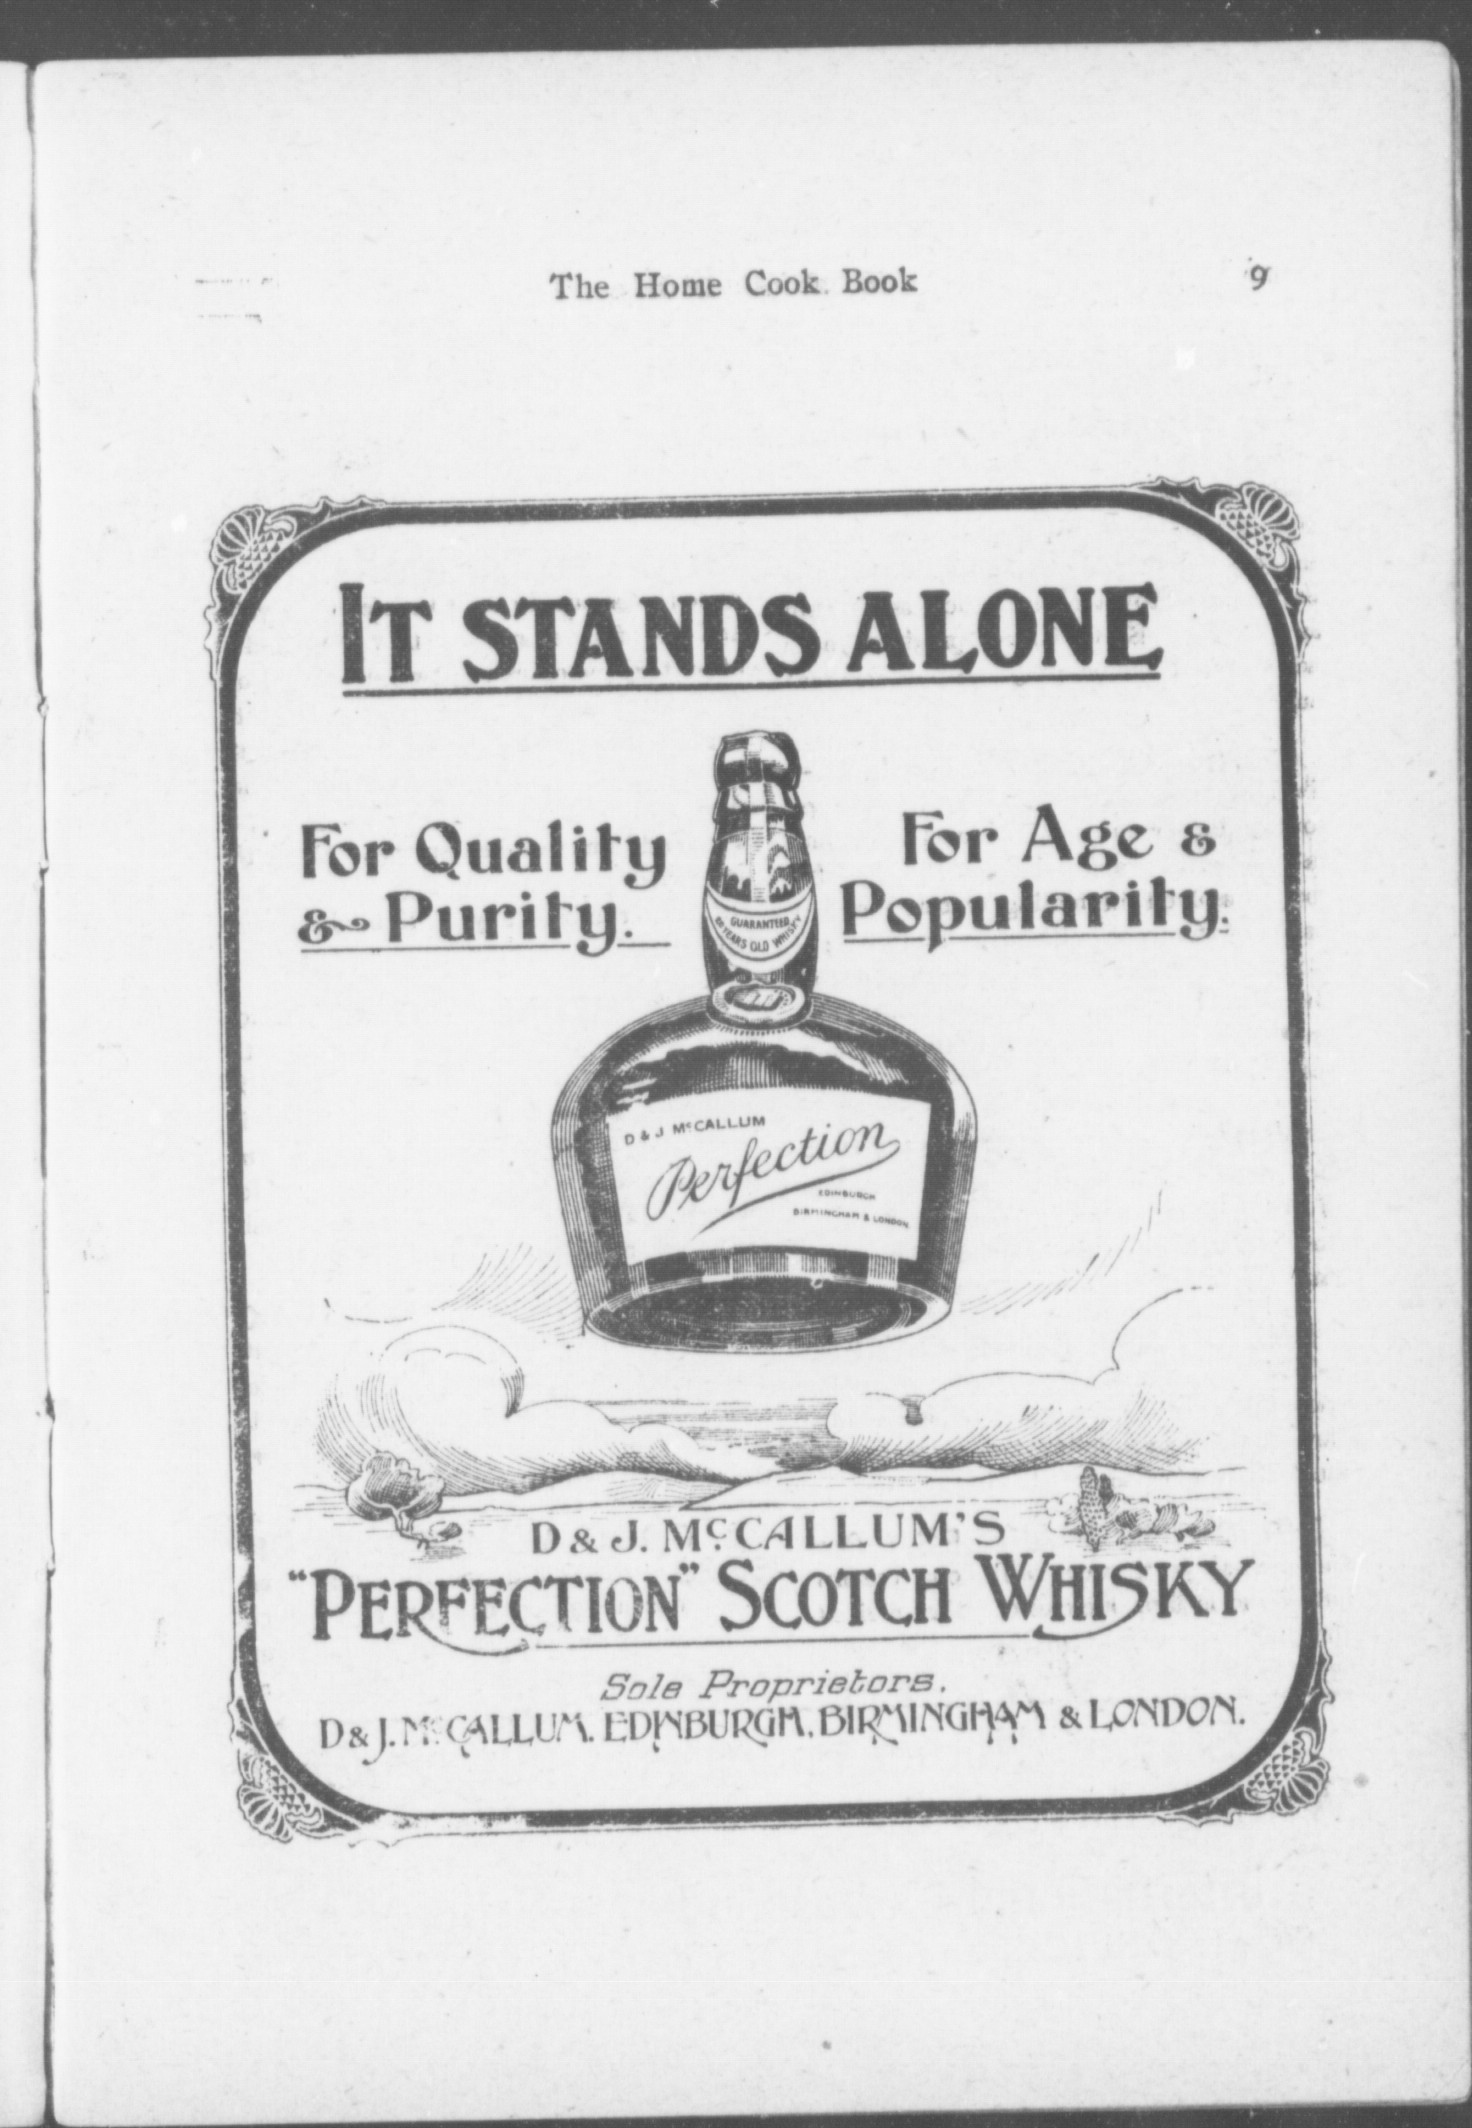 The Home Cook Book 9
IT STANDS ALONE
For Quality
& Purity.
For Age &
Popularity.
GUARANTEED
YEARS OLD WHISKY
D & J McCALLUM
Perfection
EDINBURGH
BIRMINGHAM & LONDON
D & J. McCALLUM'S
"PERFECTION" SCOTCH WHISKY
Sole Proprietors.
D & J. McCALLUM. EDINBURGH, BIRMINGHAM & LONDON.